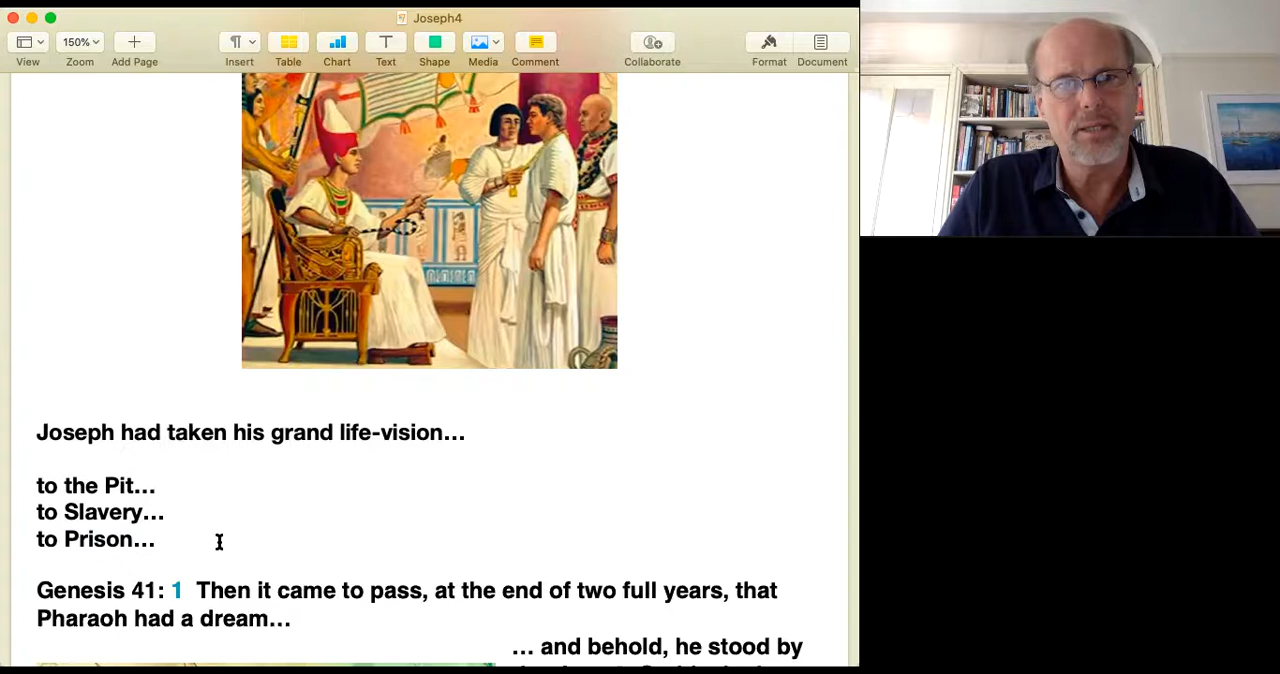 Joseph4
150%
View
Zoom
Add Page
Insert
Table
Chart
Text
Shape
Media
Comment
Collaborate
Format
Document
Joseph had taken his grand life-vision…
to the Pit…
to Slavery…
to Prison…
Genesis 41: 1 Then it came to pass, at the end of two full years, that
Pharaoh had a dream…
… and behold, he stood by